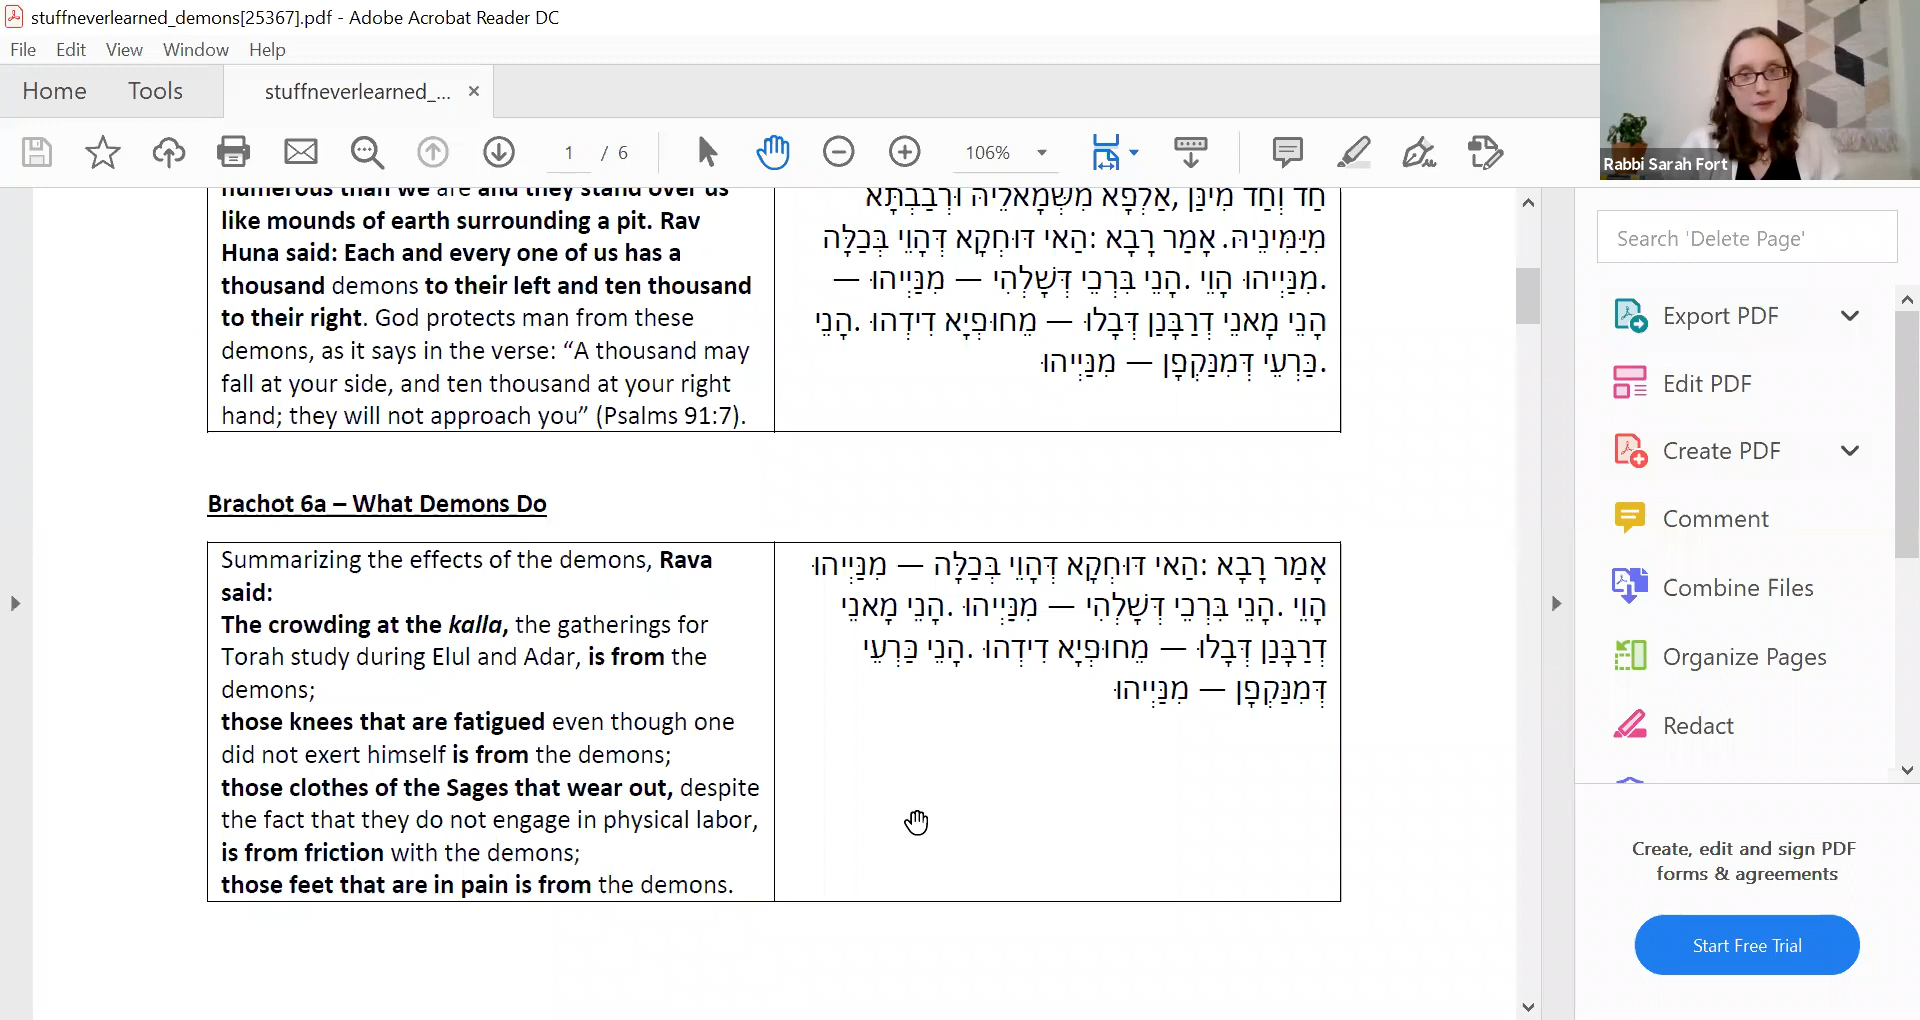 stuffneverlearned_demons[25367].pdf - Adobe Acrobat Reader DC
File Edit View Window Help
Home Tools stuffneverlearned_... ×
1 / 6 106%
Rabbi Sarah Fort
numerous than we are and they stand over us
like mounds of earth surrounding a pit. Rav
Huna said: Each and every one of us has a
thousand demons to their left and ten thousand
to their right. God protects man from these
demons, as it says in the verse: “A thousand may
fall at your side, and ten thousand at your right
hand; they will not approach you” (Psalms 91:7).
חַד וְחַד מִינַּן ,אַלְפָא מִשְּׂמָאלֵיהּ וּרְבַבְתָּא
מִיַּמִּינֵיהּ. אָמַר רָבָא :הַאי דּוּחְקָא דְּהָוֵי בְּכַלָּה
— מִנַּיְיהוּ הָוֵי .הָנֵי בִּרְכֵי דְּשָׁלְהִי — מִנַּיְיהוּ.
הָנֵי מָאנֵי דְרַבָּנַן דְּבָלוּ — מֵחוּפְיָא דִידְהוּ .הָנֵי
כַּרְעֵי דְּמִנַּקְפָן — מִנַּיְיהוּ.
Brachot 6a – What Demons Do
Summarizing the effects of the demons, Rava
said:
The crowding at the kalla, the gatherings for
Torah study during Elul and Adar, is from the
demons;
those knees that are fatigued even though one
did not exert himself is from the demons;
those clothes of the Sages that wear out, despite
the fact that they do not engage in physical labor,
is from friction with the demons;
those feet that are in pain is from the demons.
אָמַר רָבָא :הַאי דּוּחְקָא דְּהָוֵי בְּכַלָּה — מִנַּיְיהוּ
הָוֵי .הָנֵי בִּרְכֵי דְּשָׁלְהִי — מִנַּיְיהוּ .הָנֵי מָאנֵי
דְרַבָּנַן דְּבָלוּ — מֵחוּפְיָא דִידְהוּ .הָנֵי כַּרְעֵי
דְּמִנַּקְפָן — מִנַּיְיהוּ
Search 'Delete Page'
Export PDF
Edit PDF
Create PDF
Comment
Combine Files
Organize Pages
Redact
Create, edit and sign PDF
forms & agreements
Start Free Trial